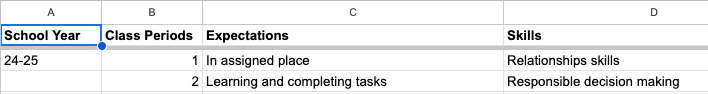 A B C D
School Year Class Periods Expectations Skills
24-25 1 In assigned place Relationships skills
2 Learning and completing tasks Responsible decision making